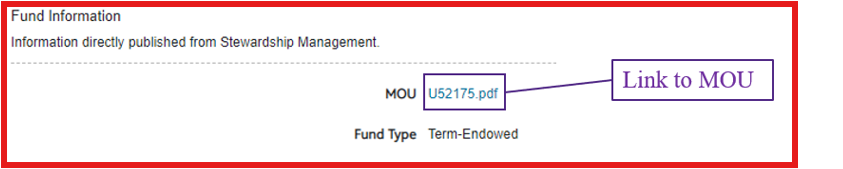 Fund Information
Information directly published from Stewardship Management.
MOU U52175.pdf Link to MOU
Fund Type Term-Endowed